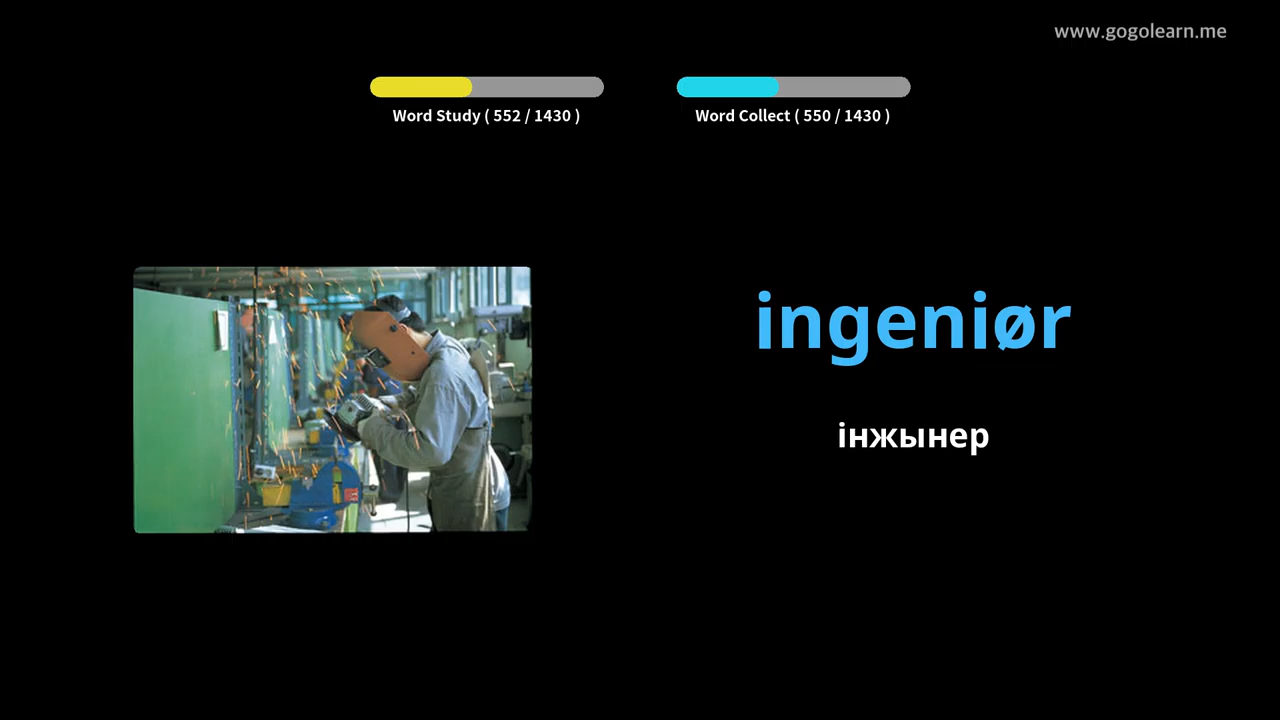 www.gogolearn.me
Word Study ( 552 / 1430 )
Word Collect ( 550 / 1430 )
ingeniør
інжынер